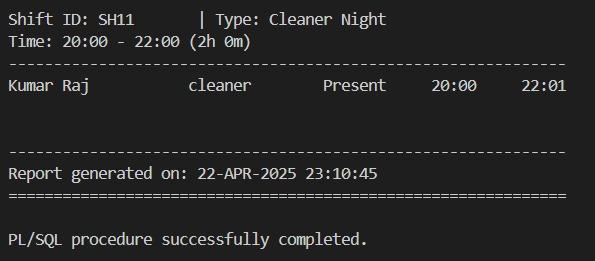 Shift ID: SH11       | Type: Cleaner Night
Time: 20:00 - 22:00 (2h 0m)
--------------------------------------------------------------
Kumar Raj           cleaner        Present     20:00     22:01
--------------------------------------------------------------
Report generated on: 22-APR-2025 23:10:45
==============================================================
PL/SQL procedure successfully completed.